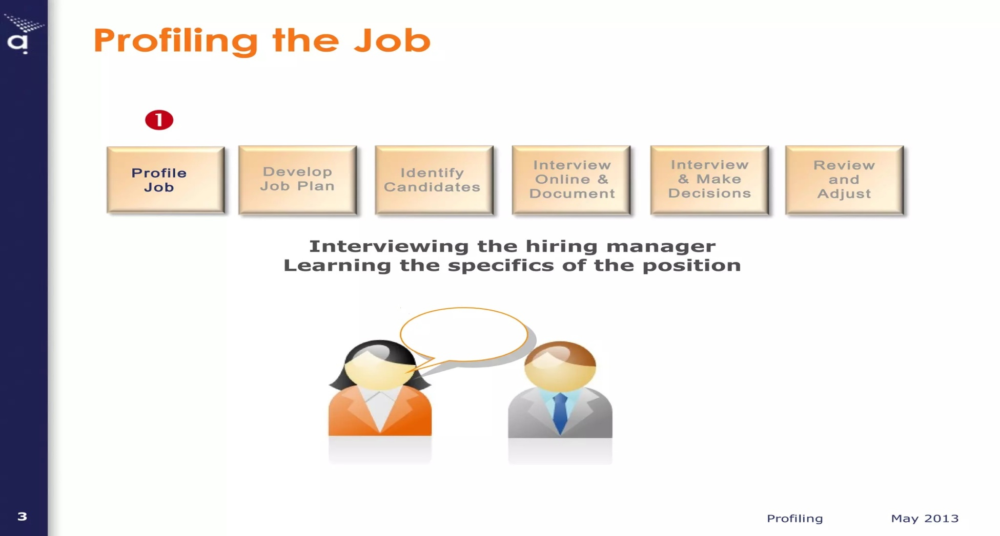 Profiling the Job
1
Profile
Job
Develop
Job Plan
Identify
Candidates
Interview
Online &
Document
Interview
& Make
Decisions
Review
and
Adjust
Interviewing the hiring manager
Learning the specifics of the position
3
Profiling
May 2013